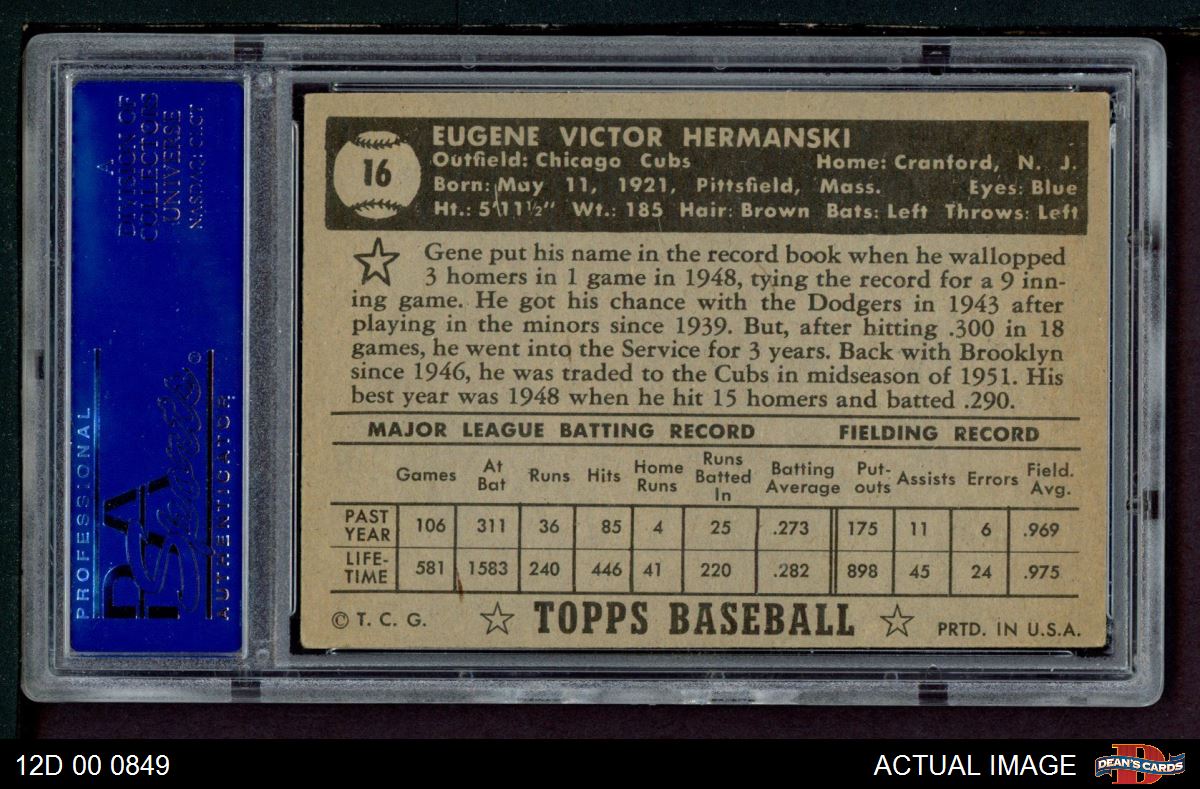 A
DIVISION OF
COLLECTORS
UNIVERSE
NASDAQ: CLCT
PROFESSIONAL
PSA
Sports
AUTHENTICATOR
16
EUGENE VICTOR HERMANSKI
Outfield: Chicago Cubs Home: Cranford, N. J.
Born: May 11, 1921, Pittsfield, Mass. Eyes: Blue
Ht.: 5'11½" Wt.: 185 Hair: Brown Bats: Left Throws: Left
Gene put his name in the record book when he walloped
3 homers in 1 game in 1948, tying the record for a 9 inn-
ing game. He got his chance with the Dodgers in 1943 after
playing in the minors since 1939. But, after hitting .300 in 18
games, he went into the Service for 3 years. Back with Brooklyn
since 1946, he was traded to the Cubs in midseason of 1951. His
best year was 1948 when he hit 15 homers and batted .290.
MAJOR LEAGUE BATTING RECORD FIELDING RECORD
Games At Bat Runs Hits Home Runs Runs Batted In Batting Average Put-outs Assists Errors Field. Avg.
PAST YEAR 106 311 36 85 4 25 .273 175 11 6 .969
LIFE-TIME 581 1583 240 446 41 220 .282 898 45 24 .975
© T. C. G. TOPPS BASEBALL PRTD. IN U.S.A.
12D 00 0849 ACTUAL IMAGE DEAN'S CARDS